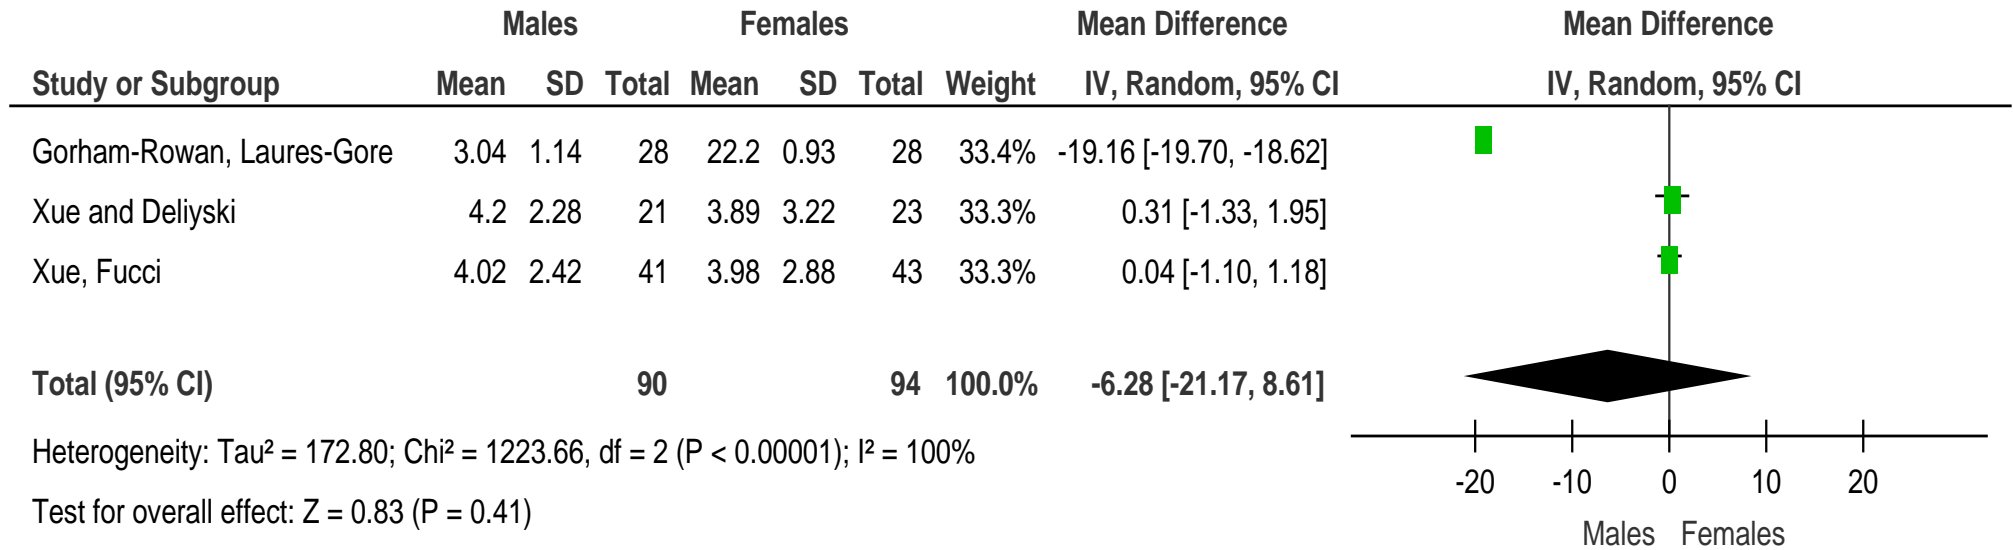 Males Females Mean Difference Mean Difference
Study or Subgroup Mean SD Total Mean SD Total Weight IV, Random, 95% CI IV, Random, 95% CI
Gorham-Rowan, Laures-Gore 3.04 1.14 28 22.2 0.93 28 33.4% -19.16 [-19.70, -18.62]
Xue and Deliyski 4.2 2.28 21 3.89 3.22 23 33.3% 0.31 [-1.33, 1.95]
Xue, Fucci 4.02 2.42 41 3.98 2.88 43 33.3% 0.04 [-1.10, 1.18]
Total (95% CI) 90 94 100.0% -6.28 [-21.17, 8.61]
Heterogeneity: Tau² = 172.80; Chi² = 1223.66, df = 2 (P < 0.00001); I² = 100%
-20 -10 0 10 20
Test for overall effect: Z = 0.83 (P = 0.41)
Males Females